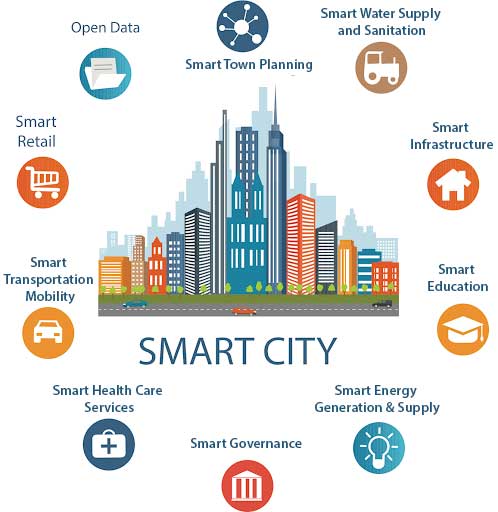 Open Data
Smart Town Planning
Smart Water Supply
and Sanitation
Smart
Retail
Smart
Infrastructure
Smart
Transportation
Mobility
Smart
Education
SMART CITY
Smart Health Care
Services
Smart Governance
Smart Energy
Generation & Supply